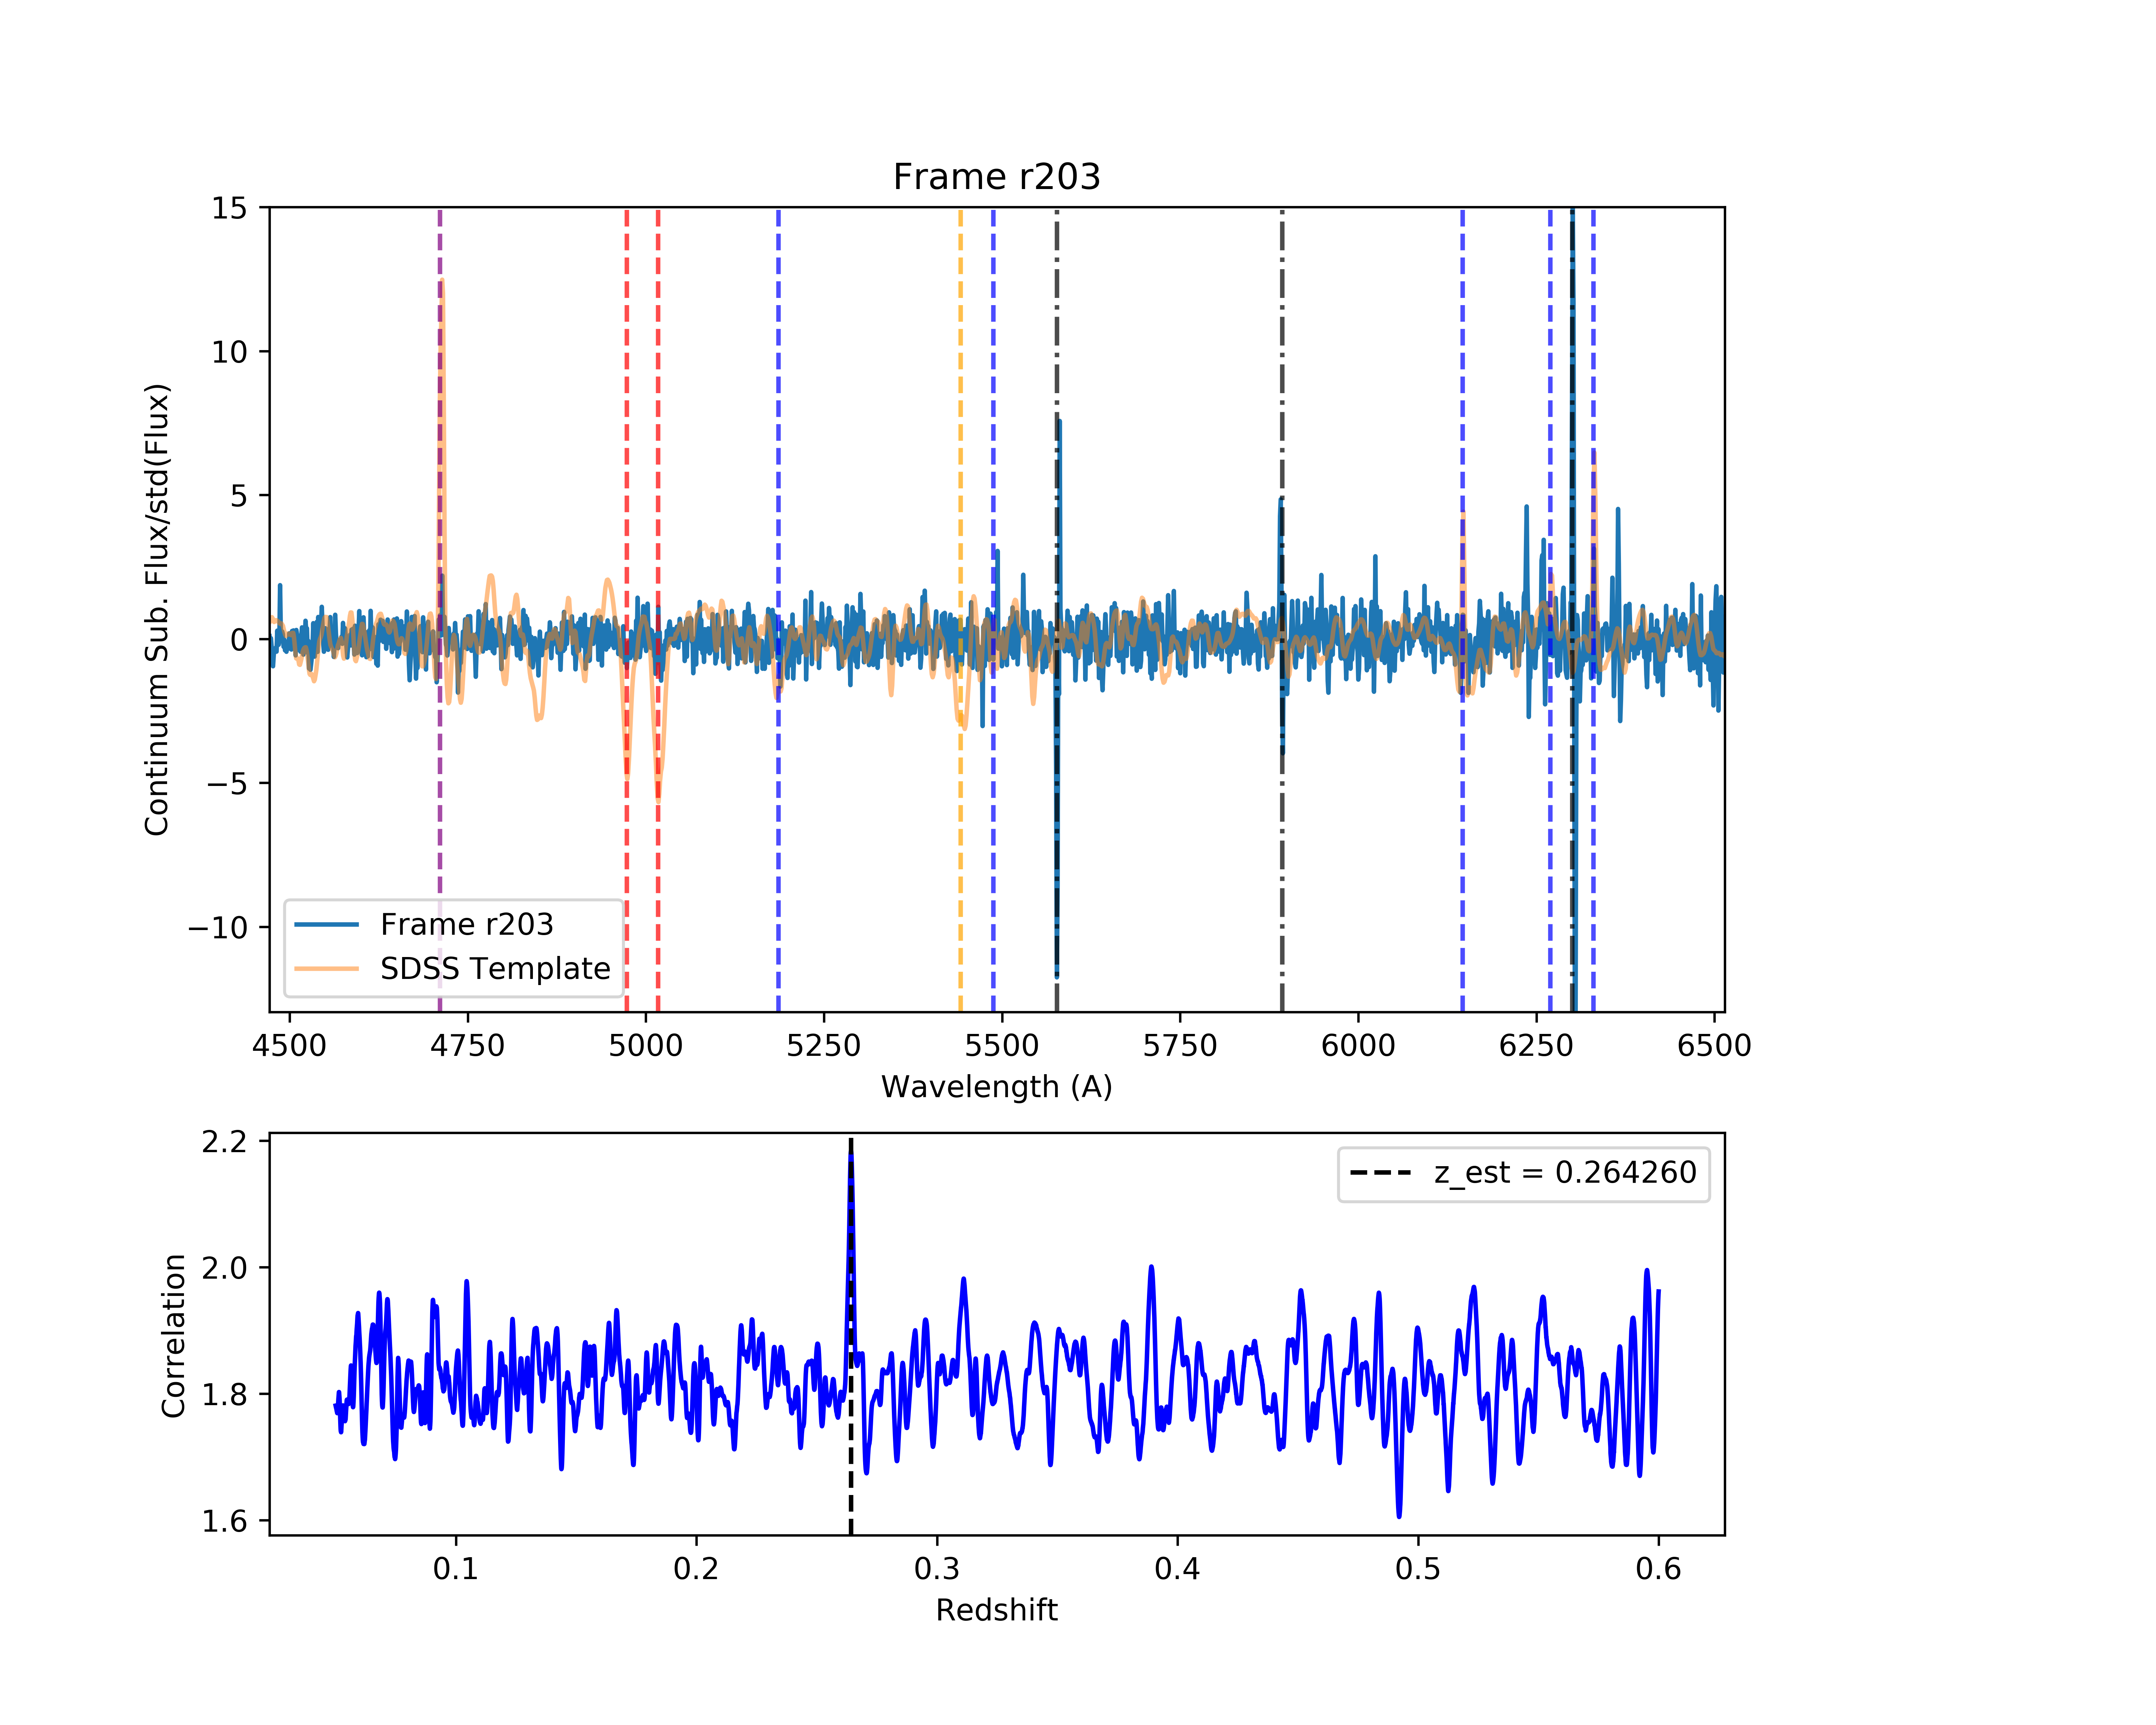 Frame r203
15
10
5
0
−5
−10
Continuum Sub. Flux/std(Flux)
Frame r203
SDSS Template
4500 4750 5000 5250 5500 5750 6000 6250 6500
Wavelength (A)
2.2
2.0
1.8
1.6
Correlation
z_est = 0.264260
0.1 0.2 0.3 0.4 0.5 0.6
Redshift